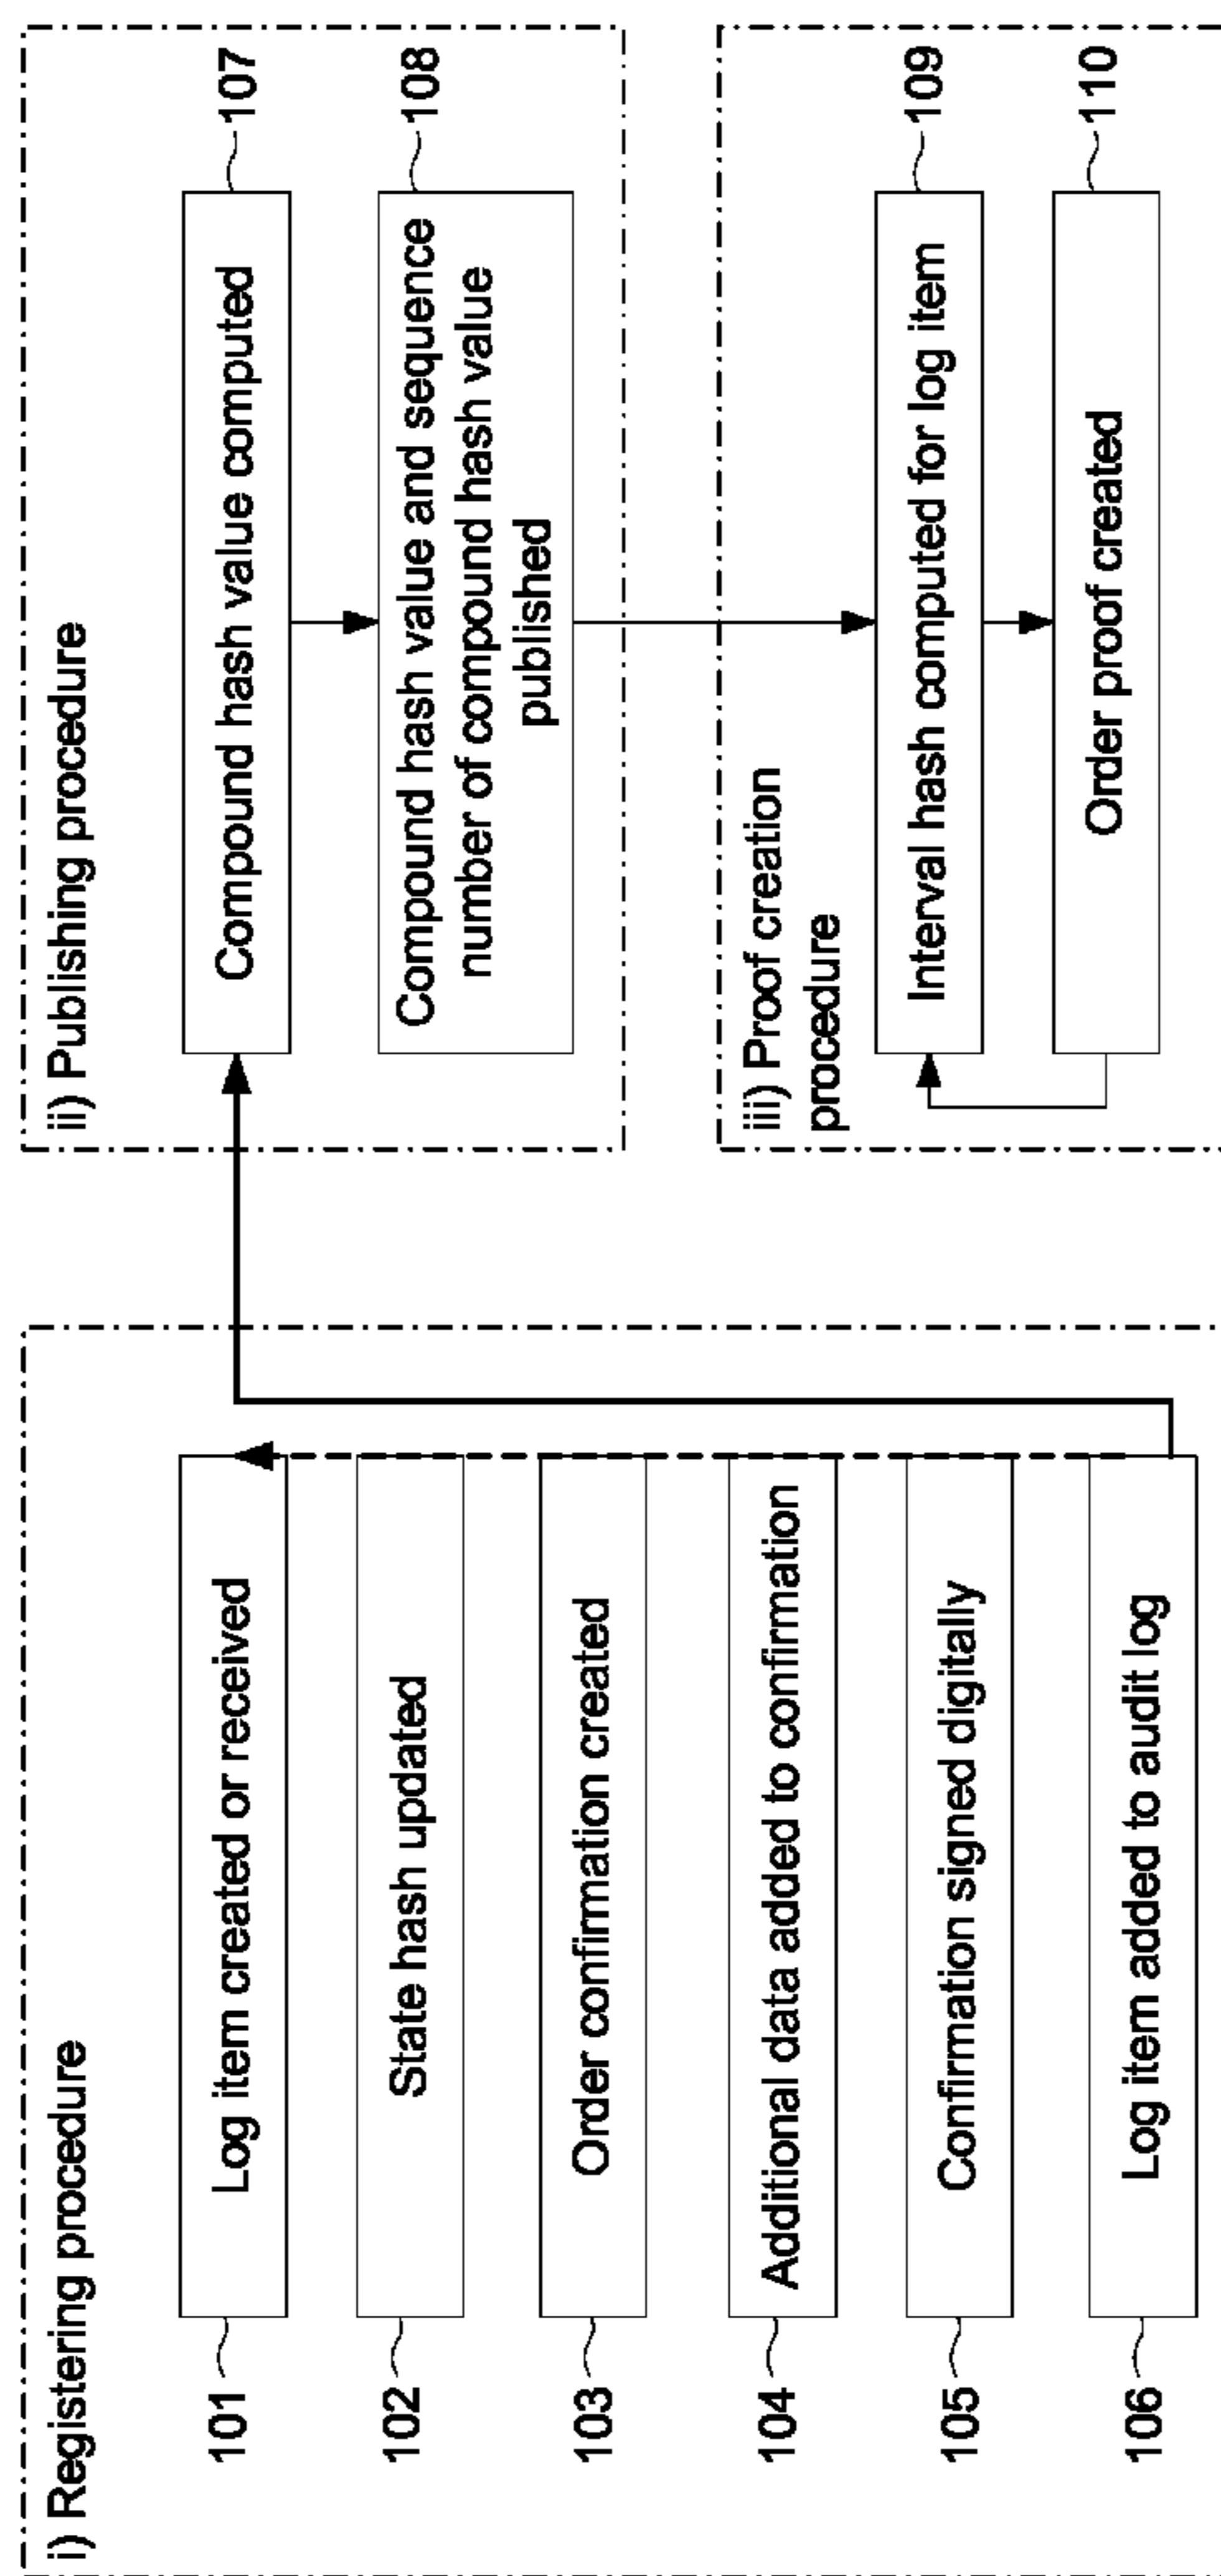 i) Registering procedure
101
Log item created or received
102
State hash updated
103
Order confirmation created
104
Additional data added to confirmation
105
Confirmation signed digitally
106
Log item added to audit log
ii) Publishing procedure
Compound hash value computed
107
Compound hash value and sequence
number of compound hash value
published
108
iii) Proof creation
procedure
Interval hash computed for log item
109
Order proof created
110